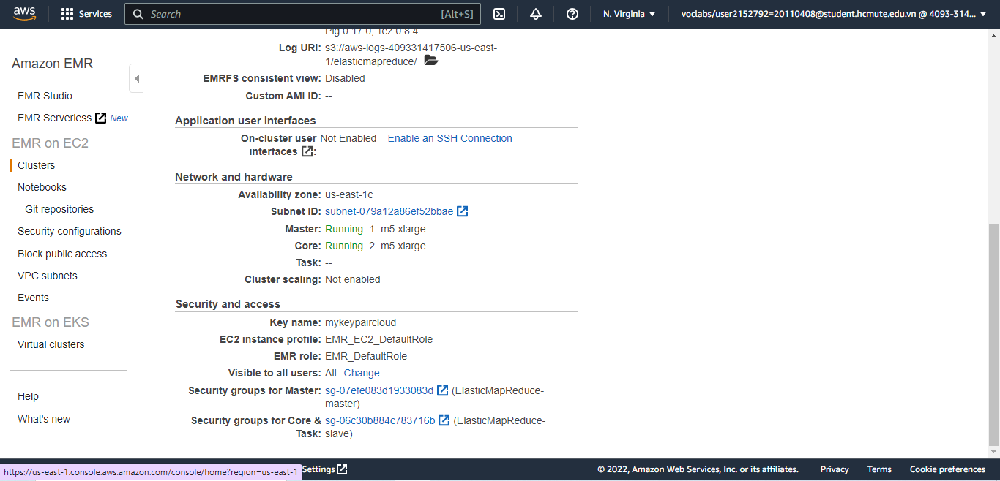 aws
Services
Search
[Alt+S]
N. Virginia
voclabs/user2152792=20110408@student.hcmute.edu.vn @ 4093-314...
Amazon EMR
EMR Studio
EMR Serverless New
EMR on EC2
Clusters
Notebooks
Git repositories
Security configurations
Block public access
VPC subnets
Events
EMR on EKS
Virtual clusters
Help
What's new
Pig 0.17.0, Tez 0.8.4
Log URI: s3://aws-logs-409331417506-us-east-
1/elasticmapreduce/
EMRFS consistent view: Disabled
Custom AMI ID: --
Application user interfaces
On-cluster user Not Enabled Enable an SSH Connection
interfaces :
Network and hardware
Availability zone: us-east-1c
Subnet ID: subnet-079a12a86ef52bbae
Master: Running 1 m5.xlarge
Core: Running 2 m5.xlarge
Task: --
Cluster scaling: Not enabled
Security and access
Key name: mykeypaircloud
EC2 instance profile: EMR_EC2_DefaultRole
EMR role: EMR_DefaultRole
Visible to all users: All Change
Security groups for Master: sg-07efe083d1933083d (ElasticMapReduce-
master)
Security groups for Core & sg-06c30b884c783716b (ElasticMapReduce-
Task: slave)
https://us-east-1.console.aws.amazon.com/console/home?region=us-east-1
Settings
© 2022, Amazon Web Services, Inc. or its affiliates.
Privacy
Terms
Cookie preferences